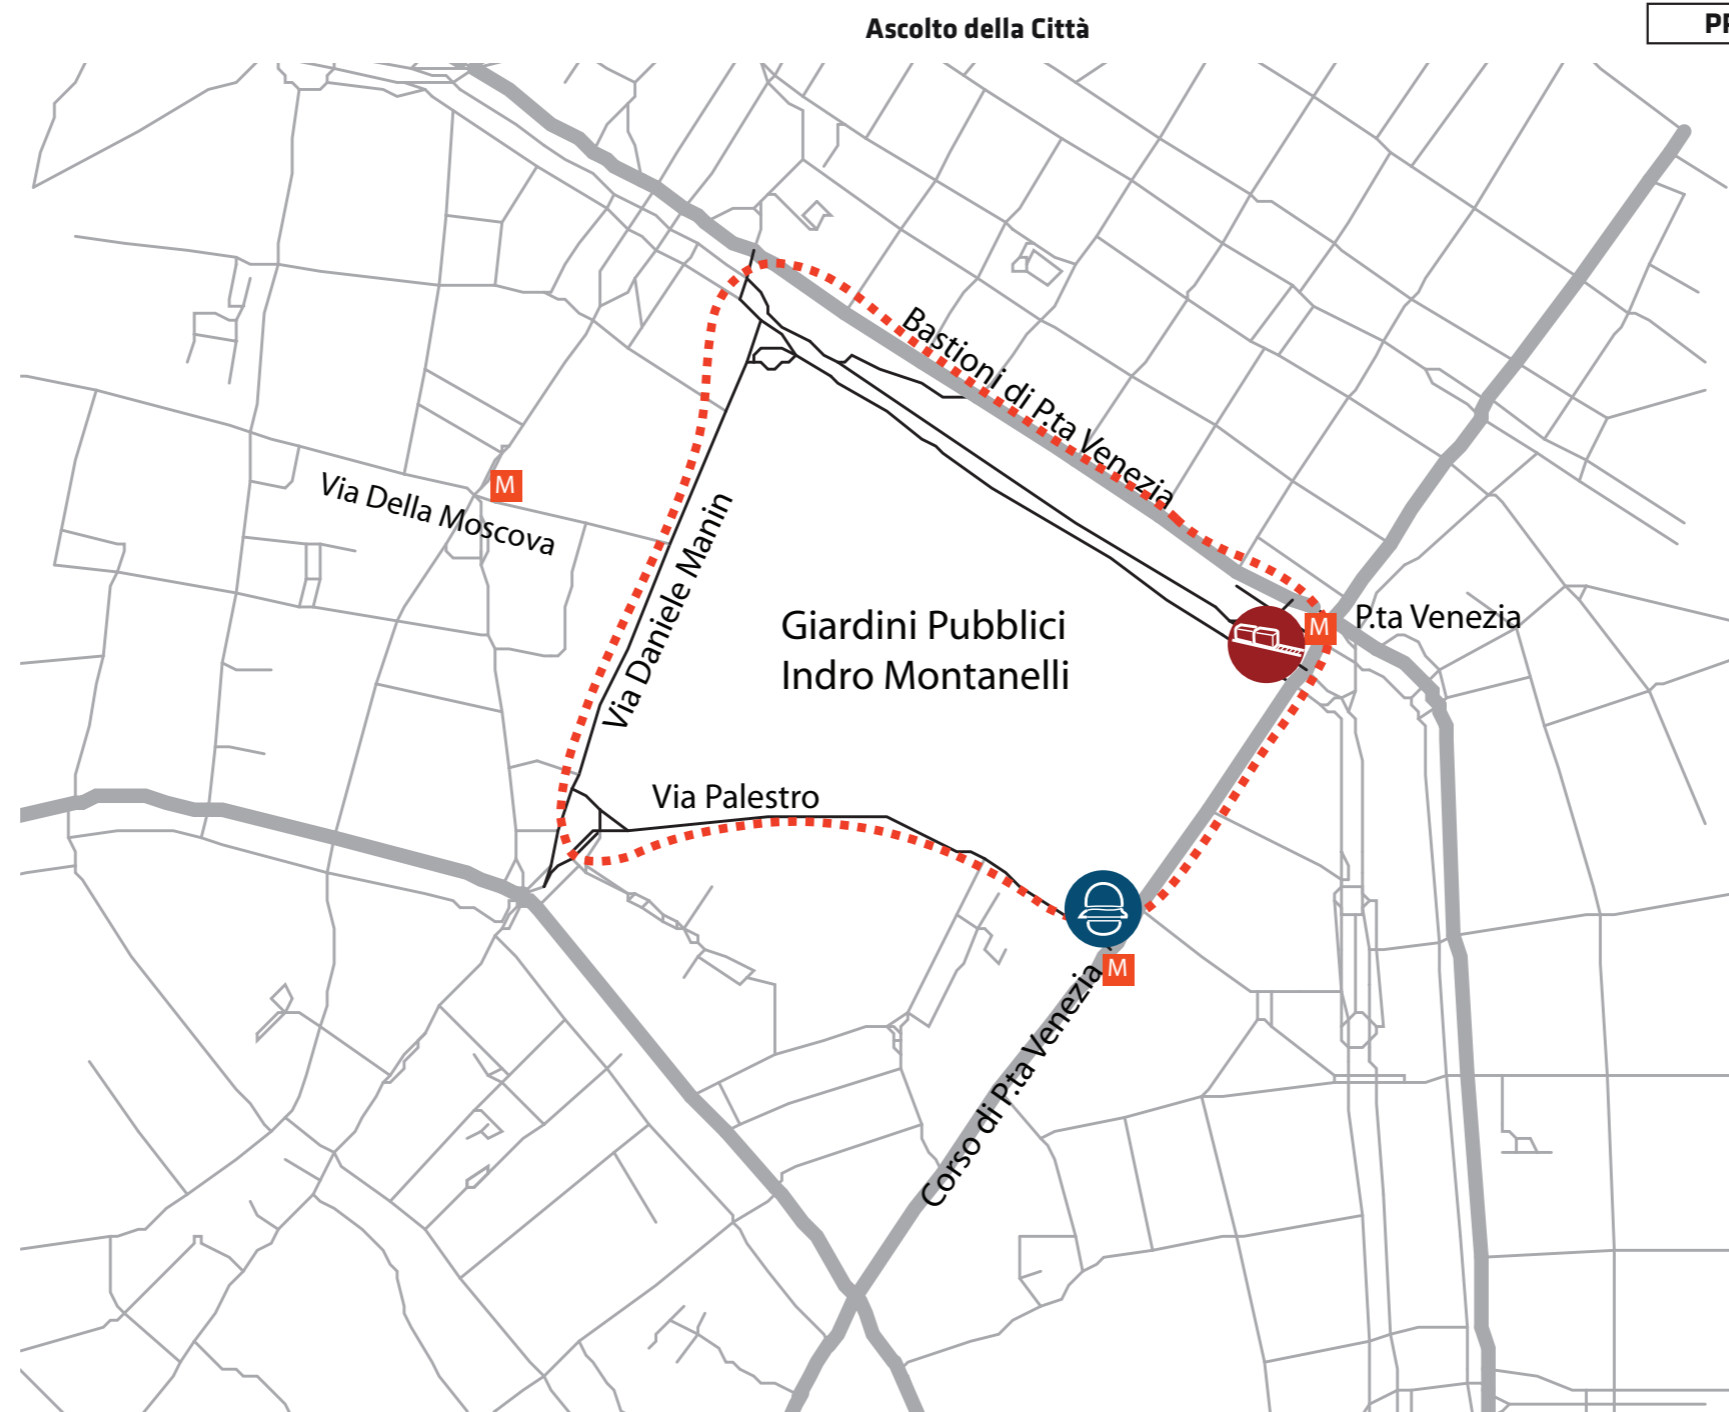 Ascolto della Città
Bastioni di P.ta Venezia
Via Della Moscova
M
Via Daniele Manin
Giardini Pubblici
Indro Montanelli
M
P.ta Venezia
Via Palestro
M
Corso di P.ta Venezia